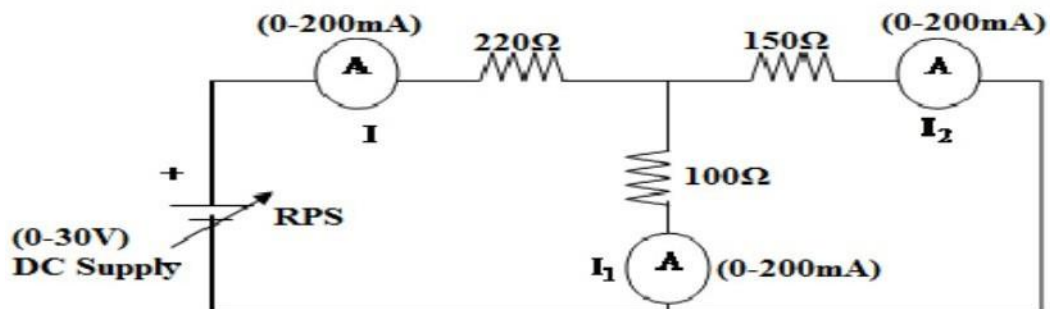 (0-200mA)
(0-200mA)
220Ω
150Ω
A
A
I
I₂
+
100Ω
RPS
(0-30V)
DC Supply
I₁
A
(0-200mA)